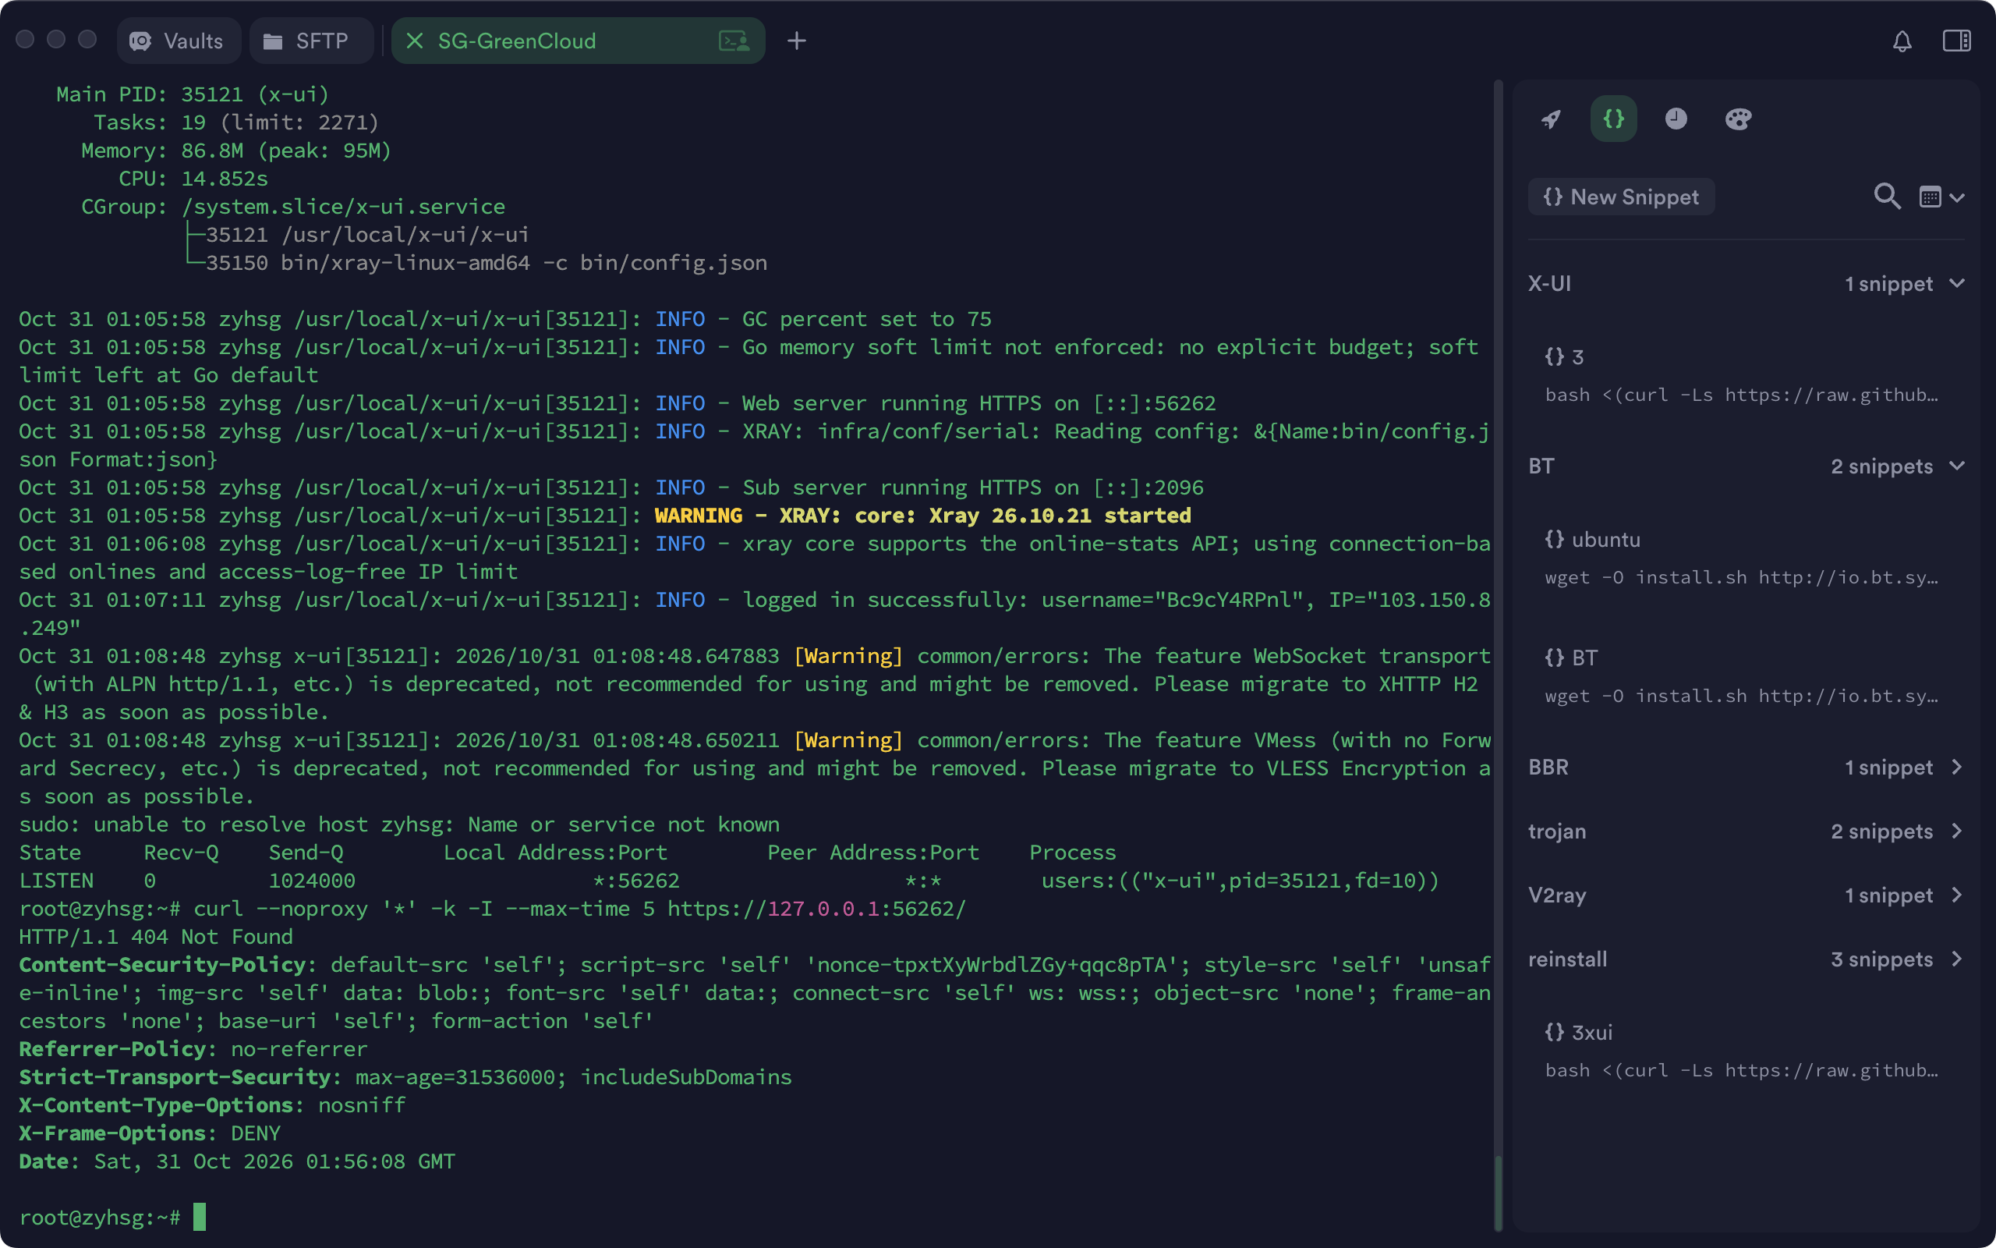 Vaults
SFTP
SG-GreenCloud
Main PID: 35121 (x-ui)
Tasks: 19 (limit: 2271)
Memory: 86.8M (peak: 95M)
CPU: 14.852s
CGroup: /system.slice/x-ui.service
├─35121 /usr/local/x-ui/x-ui
└─35150 bin/xray-linux-amd64 -c bin/config.json
Oct 31 01:05:58 zyhsg /usr/local/x-ui/x-ui[35121]: INFO - GC percent set to 75
Oct 31 01:05:58 zyhsg /usr/local/x-ui/x-ui[35121]: INFO - Go memory soft limit not enforced: no explicit budget; soft
limit left at Go default
Oct 31 01:05:58 zyhsg /usr/local/x-ui/x-ui[35121]: INFO - Web server running HTTPS on [::]:56262
Oct 31 01:05:58 zyhsg /usr/local/x-ui/x-ui[35121]: INFO - XRAY: infra/conf/serial: Reading config: &{Name:bin/config.j
son Format:json}
Oct 31 01:05:58 zyhsg /usr/local/x-ui/x-ui[35121]: INFO - Sub server running HTTPS on [::]:2096
Oct 31 01:05:58 zyhsg /usr/local/x-ui/x-ui[35121]: WARNING - XRAY: core: Xray 26.10.21 started
Oct 31 01:06:08 zyhsg /usr/local/x-ui/x-ui[35121]: INFO - xray core supports the online-stats API; using connection-ba
sed onlines and access-log-free IP limit
Oct 31 01:07:11 zyhsg /usr/local/x-ui/x-ui[35121]: INFO - logged in successfully: username="Bc9cY4RPnl", IP="103.150.8
.249"
Oct 31 01:08:48 zyhsg x-ui[35121]: 2026/10/31 01:08:48.647883 [Warning] common/errors: The feature WebSocket transport
(with ALPN http/1.1, etc.) is deprecated, not recommended for using and might be removed. Please migrate to XHTTP H2
& H3 as soon as possible.
Oct 31 01:08:48 zyhsg x-ui[35121]: 2026/10/31 01:08:48.650211 [Warning] common/errors: The feature VMess (with no Forw
ard Secrecy, etc.) is deprecated, not recommended for using and might be removed. Please migrate to VLESS Encryption a
s soon as possible.
sudo: unable to resolve host zyhsg: Name or service not known
State Recv-Q Send-Q Local Address:Port Peer Address:Port Process
LISTEN 0 1024000 *:56262 *:* users:(("x-ui",pid=35121,fd=10))
root@zyhsg:~# curl --noproxy '*' -k -I --max-time 5 https://127.0.0.1:56262/
HTTP/1.1 404 Not Found
Content-Security-Policy: default-src 'self'; script-src 'self' 'nonce-tpxtXyWrbdlZGy+qqc8pTA'; style-src 'self' 'unsaf
e-inline'; img-src 'self' data: blob:; font-src 'self' data:; connect-src 'self' ws: wss:; object-src 'none'; frame-an
cestors 'none'; base-uri 'self'; form-action 'self'
Referrer-Policy: no-referrer
Strict-Transport-Security: max-age=31536000; includeSubDomains
X-Content-Type-Options: nosniff
X-Frame-Options: DENY
Date: Sat, 31 Oct 2026 01:56:08 GMT
root@zyhsg:~#
{} New Snippet
X-UI 1 snippet
{} 3
bash <(curl -Ls https://raw.github…
BT 2 snippets
{} ubuntu
wget -O install.sh http://io.bt.sy…
{} BT
wget -O install.sh http://io.bt.sy…
BBR 1 snippet
trojan 2 snippets
V2ray 1 snippet
reinstall 3 snippets
{} 3xui
bash <(curl -Ls https://raw.github…